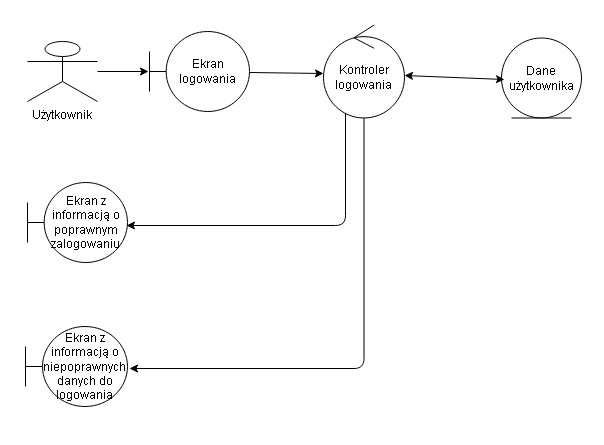 Użytkownik
Ekran
logowania
Kontroler
logowania
Dane
użytkownika
Ekran z
informacją o
poprawnym
zalogowaniu
Ekran z
informacją o
niepoprawnych
danych do
logowania